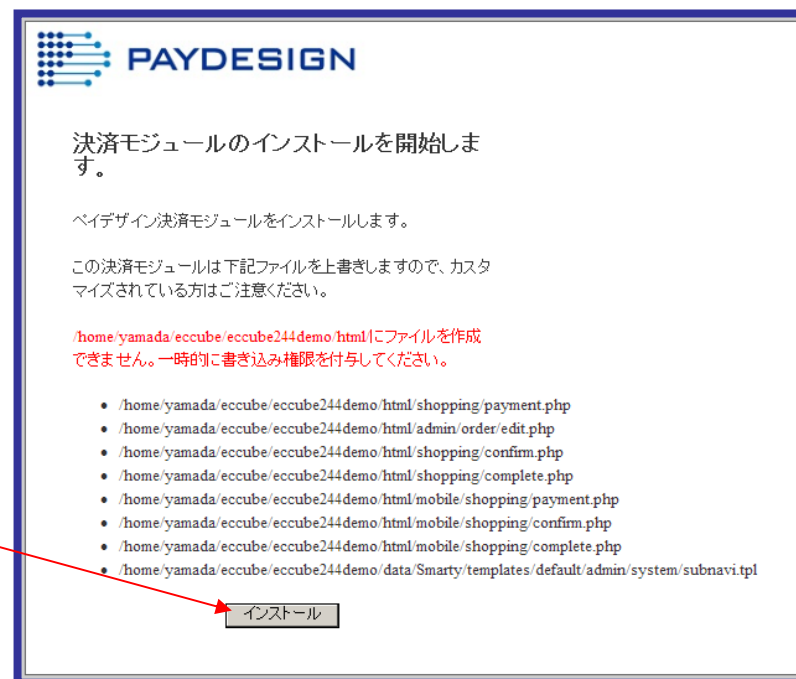 PAYDESIGN
決済モジュールのインストールを開始しま
す。
ペイデザイン決済モジュールをインストールします。
この決済モジュールは下記ファイルを上書きしますので、カスタ
マイズされている方はご注意ください。
/home/yamada/eccube/eccube244demo/html/にファイルを作成
できません。一時的に書き込み権限を付与してください。
• /home/yamada/eccube/eccube244demo/html/shopping/payment.php
• /home/yamada/eccube/eccube244demo/html/admin/order/edit.php
• /home/yamada/eccube/eccube244demo/html/shopping/confirm.php
• /home/yamada/eccube/eccube244demo/html/shopping/complete.php
• /home/yamada/eccube/eccube244demo/html/mobile/shopping/payment.php
• /home/yamada/eccube/eccube244demo/html/mobile/shopping/confirm.php
• /home/yamada/eccube/eccube244demo/html/mobile/shopping/complete.php
• /home/yamada/eccube/eccube244demo/data/Smarty/templates/default/admin/system/subnavi.tpl
インストール